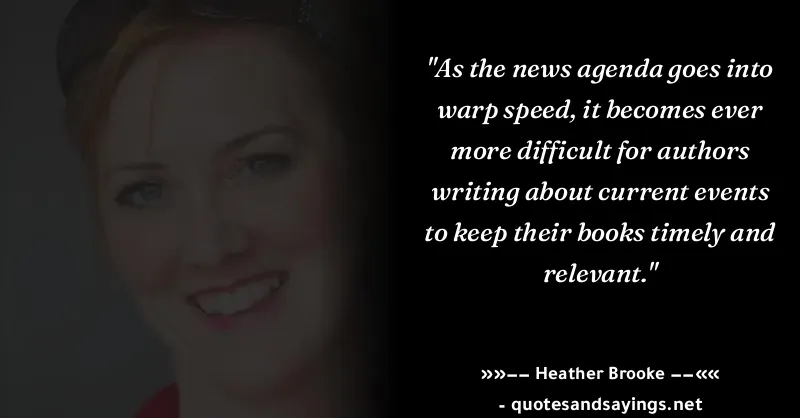 "As the news agenda goes into
warp speed, it becomes ever
more difficult for authors
writing about current events
to keep their books timely and
relevant."
»»−− Heather Brooke −−««
- quotesandsayings.net